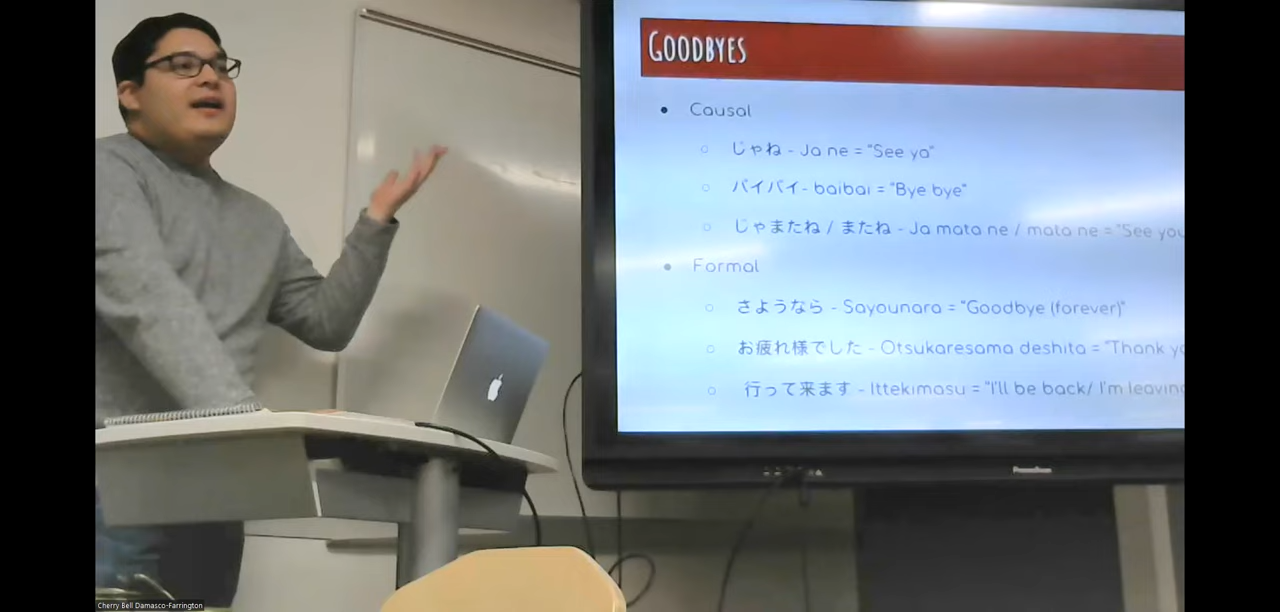 GOODBYES
● Causal
○ じゃね - Ja ne = "See ya"
○ バイバイ- baibai = "Bye bye"
○ じゃまたね / またね - Ja mata ne / mata ne = "See you
● Formal
○ さようなら - Sayounara = "Goodbye (forever)"
○ お疲れ様でした - Otsukaresama deshita = "Thank yo
○ 行って来ます - Ittekimasu = "I'll be back/ I'm leaving
Promethean
Cherry Bell Damasco-Farrington